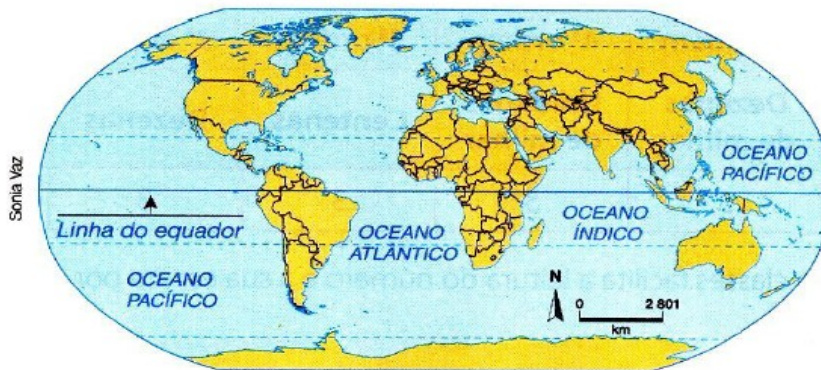 Sonia Vaz
OCEANO
PACÍFICO
Linha do equador
OCEANO
ATLÂNTICO
OCEANO
ÍNDICO
OCEANO
PACÍFICO
N
0 2 801
km